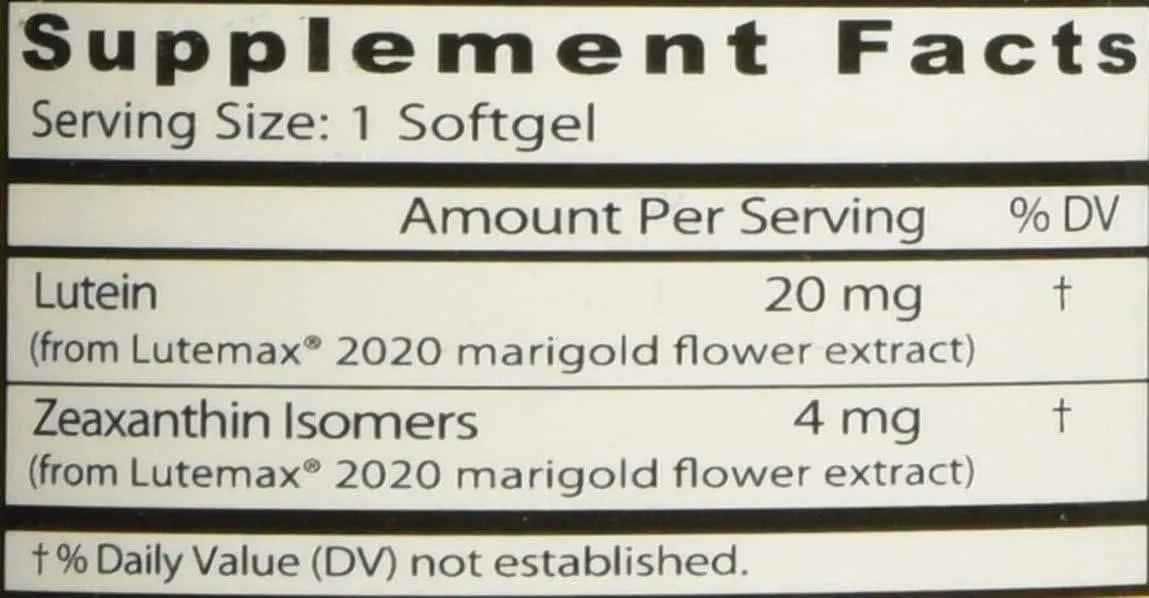 Supplement Facts
Serving Size: 1 Softgel
Amount Per Serving % DV
Lutein 20 mg †
(from Lutemax® 2020 marigold flower extract)
Zeaxanthin Isomers 4 mg †
(from Lutemax® 2020 marigold flower extract)
†% Daily Value (DV) not established.